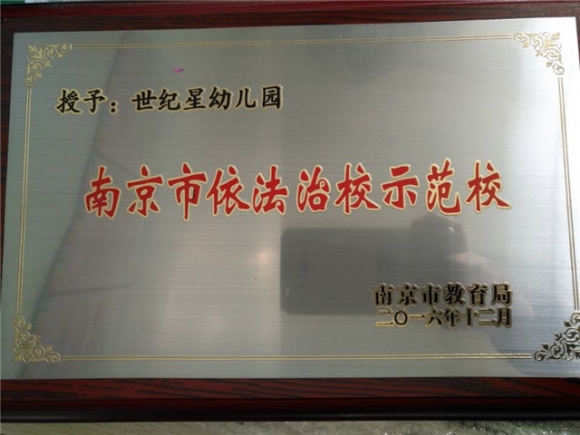 授予：世纪星幼儿园
南京市依法治校示范校
南京市教育局
二〇一六年十二月